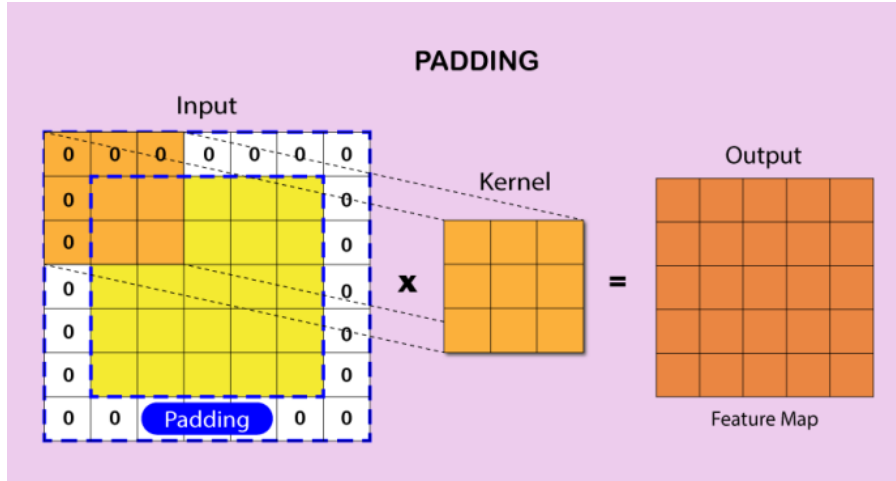 PADDING
Input
Kernel
Output
0 0 0 0 0 0 0
0 0
0 0
0 0
0 0
0 0
0 0 Padding 0 0
x
=
Feature Map